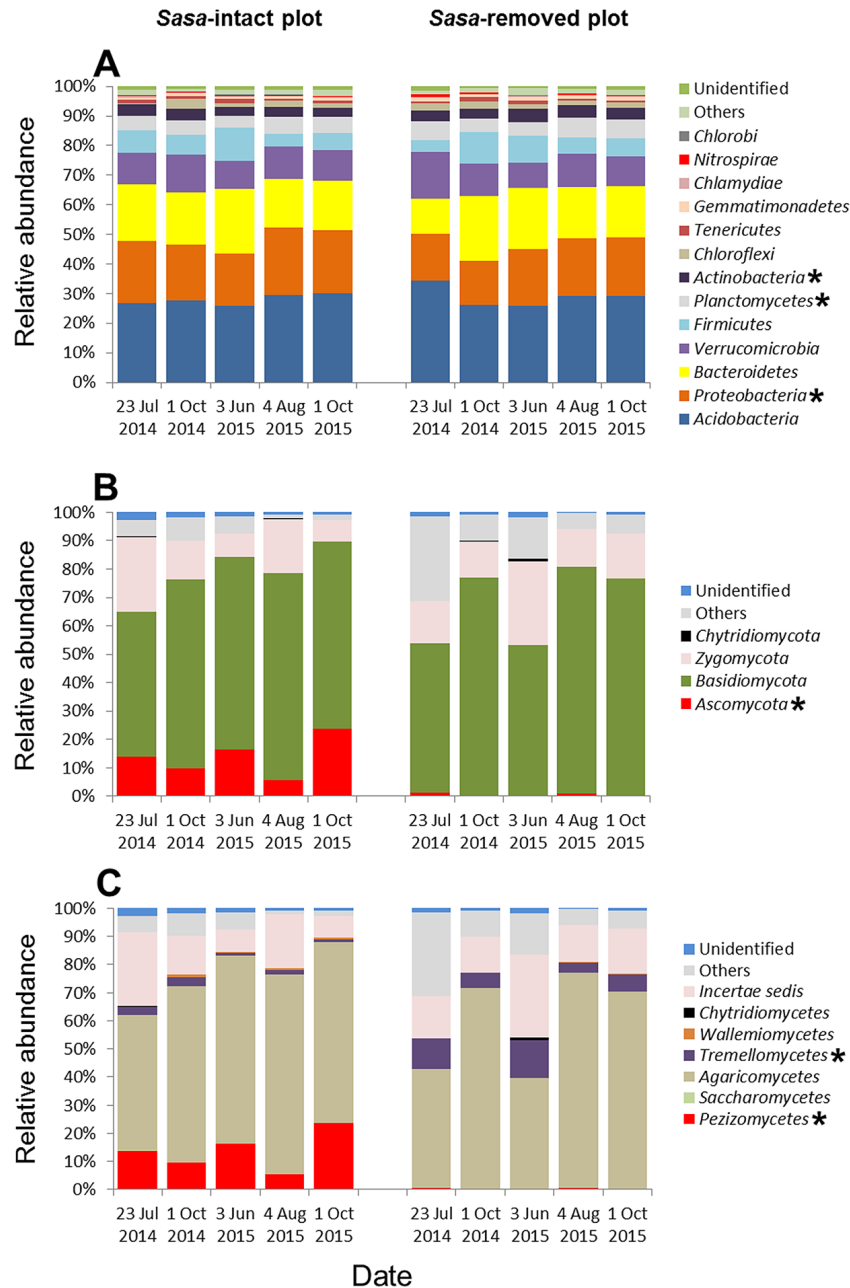 Sasa-intact plot
Sasa-removed plot
A
Relative abundance
100%
90%
80%
70%
60%
50%
40%
30%
20%
10%
0%
23 Jul 2014
1 Oct 2014
3 Jun 2015
4 Aug 2015
1 Oct 2015
23 Jul 2014
1 Oct 2014
3 Jun 2015
4 Aug 2015
1 Oct 2015
Unidentified
Others
Chlorobi
Nitrospirae
Chlamydiae
Gemmatimonadetes
Tenericutes
Chloroflexi
Actinobacteria*
Planctomycetes*
Firmicutes
Verrucomicrobia
Bacteroidetes
Proteobacteria*
Acidobacteria
B
Relative abundance
100%
90%
80%
70%
60%
50%
40%
30%
20%
10%
0%
23 Jul 2014
1 Oct 2014
3 Jun 2015
4 Aug 2015
1 Oct 2015
23 Jul 2014
1 Oct 2014
3 Jun 2015
4 Aug 2015
1 Oct 2015
Unidentified
Others
Chytridiomycota
Zygomycota
Basidiomycota
Ascomycota*
C
Relative abundance
100%
90%
80%
70%
60%
50%
40%
30%
20%
10%
0%
23 Jul 2014
1 Oct 2014
3 Jun 2015
4 Aug 2015
1 Oct 2015
23 Jul 2014
1 Oct 2014
3 Jun 2015
4 Aug 2015
1 Oct 2015
Unidentified
Others
Incertae sedis
Chytridiomycetes
Wallemiomycetes
Tremellomycetes*
Agaricomycetes
Saccharomycetes
Pezizomycetes*
Date